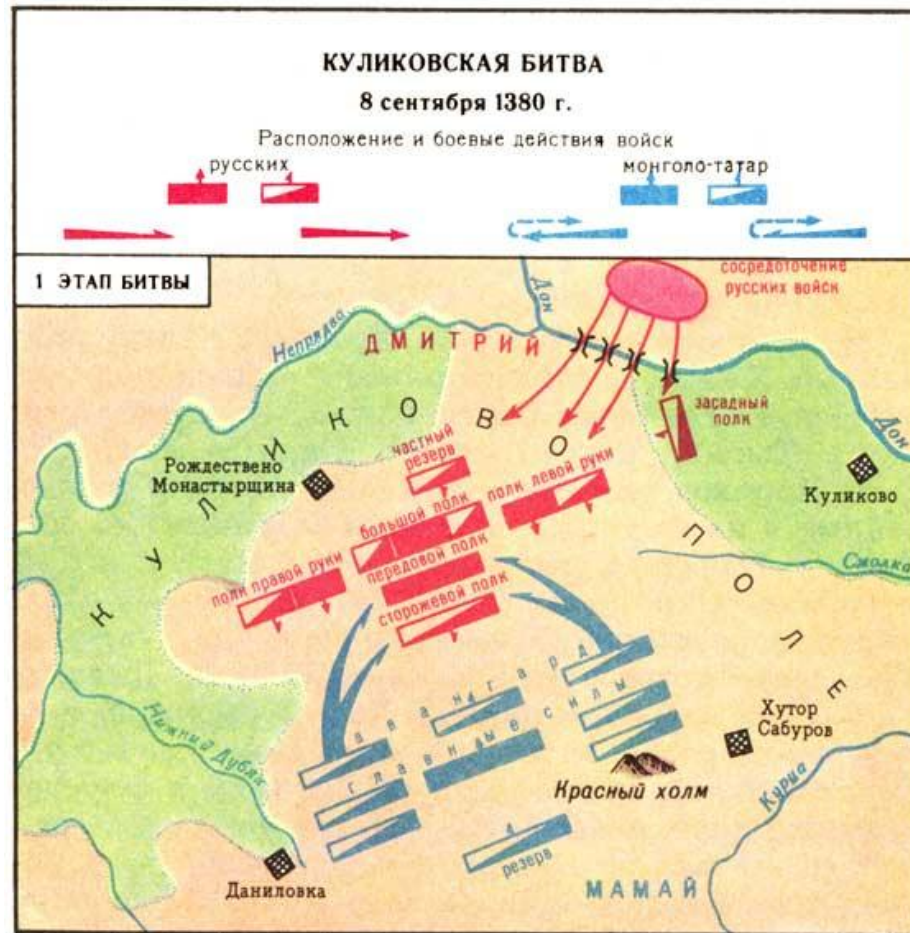 КУЛИКОВСКАЯ БИТВА
8 сентября 1380 г.
Расположение и боевые действия войск
русских
монголо-татар
1 ЭТАП БИТВЫ
сосредоточение
русских войск
Дон
Непрядва
ДМИТРИЙ
КУЛИКОВО ПОЛЕ
засадный
полк
Дон
частный
резерв
Рождествено
Монастырщина
Куликово
полк левой руки
большой полк
передовой полк
полк правой руки
сторожевой полк
Смолка
авангард
главные силы
Хутор
Сабуров
Нижний Дубяк
Красный холм
Курца
резерв
Даниловка
МАМАЙ